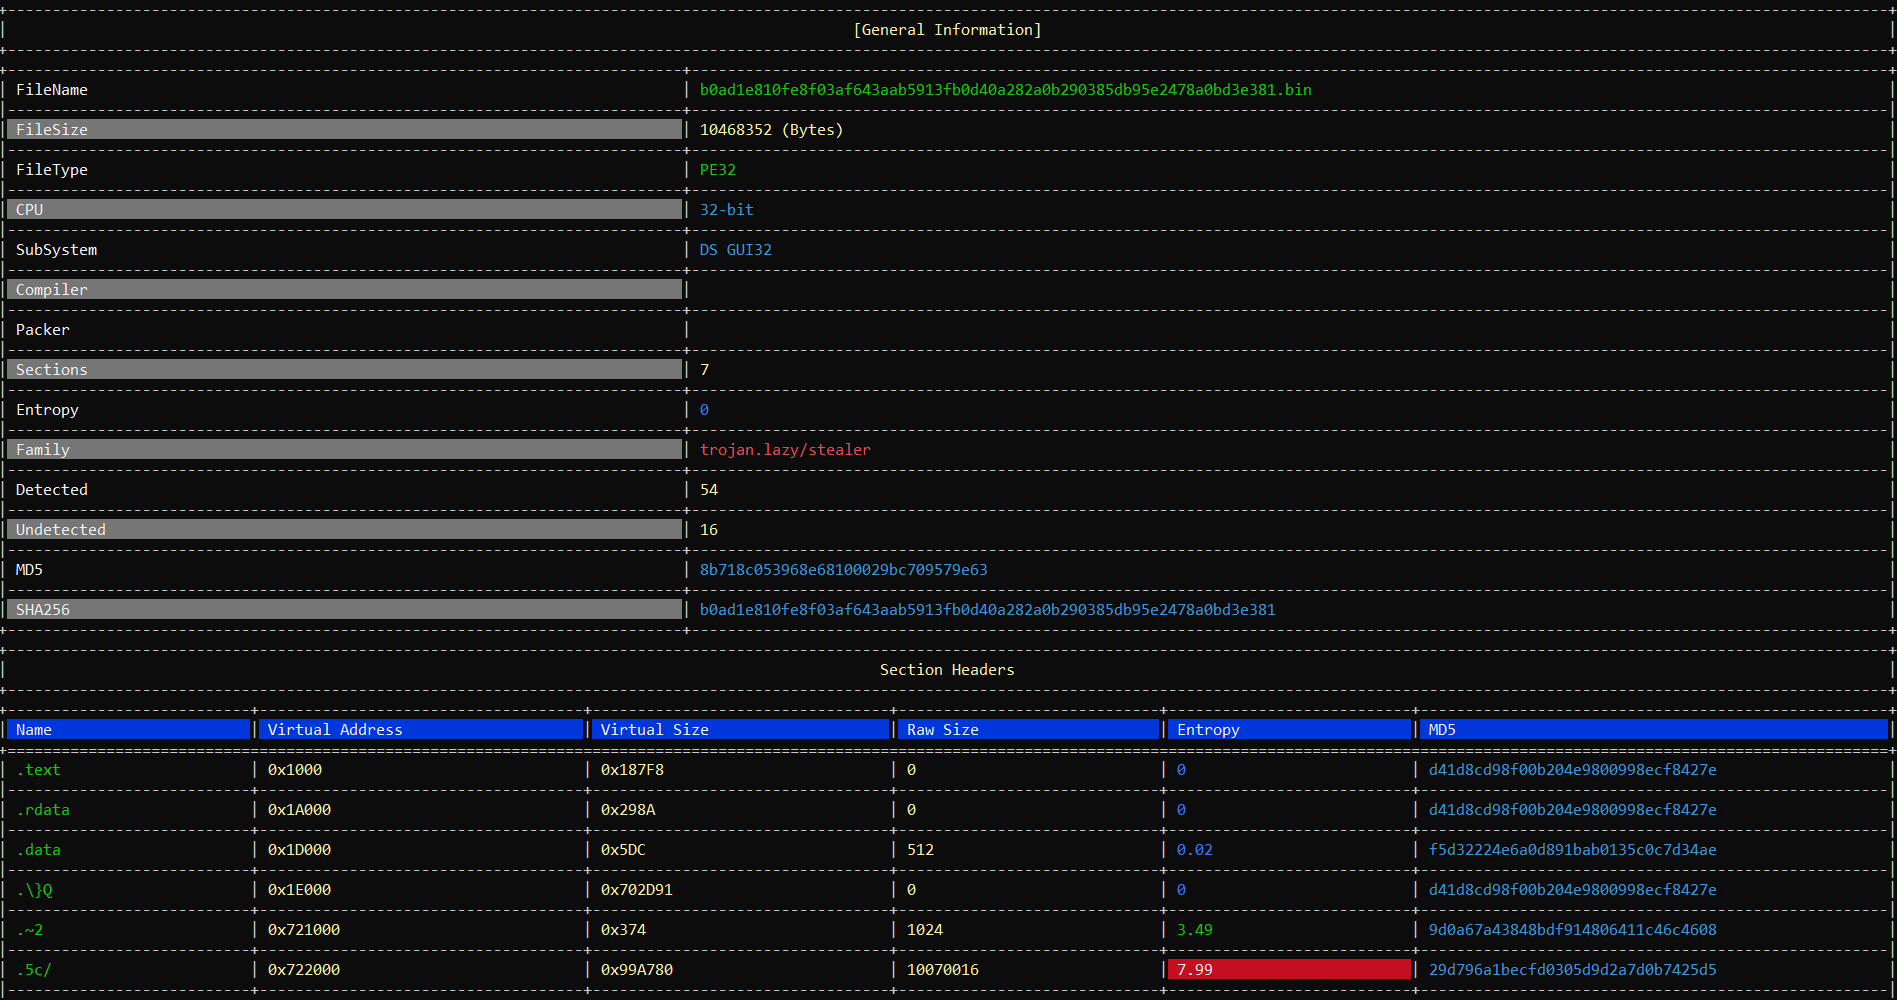 [General Information]
FileName | b0ad1e810fe8f03af643aab5913fb0d40a282a0b290385db95e2478a0bd3e381.bin
FileSize | 10468352 (Bytes)
FileType | PE32
CPU | 32-bit
SubSystem | DS GUI32
Compiler |
Packer |
Sections | 7
Entropy | 0
Family | trojan.lazy/stealer
Detected | 54
Undetected | 16
MD5 | 8b718c053968e68100029bc709579e63
SHA256 | b0ad1e810fe8f03af643aab5913fb0d40a282a0b290385db95e2478a0bd3e381
Section Headers
Name | Virtual Address | Virtual Size | Raw Size | Entropy | MD5
.text | 0x1000 | 0x187F8 | 0 | 0 | d41d8cd98f00b204e9800998ecf8427e
.rdata | 0x1A000 | 0x298A | 0 | 0 | d41d8cd98f00b204e9800998ecf8427e
.data | 0x1D000 | 0x5DC | 512 | 0.02 | f5d32224e6a0d891bab0135c0c7d34ae
.\}Q | 0x1E000 | 0x702D91 | 0 | 0 | d41d8cd98f00b204e9800998ecf8427e
.~2 | 0x721000 | 0x374 | 1024 | 3.49 | 9d0a67a43848bdf914806411c46c4608
.5c/ | 0x722000 | 0x99A780 | 10070016 | 7.99 | 29d796a1becfd0305d9d2a7d0b7425d5